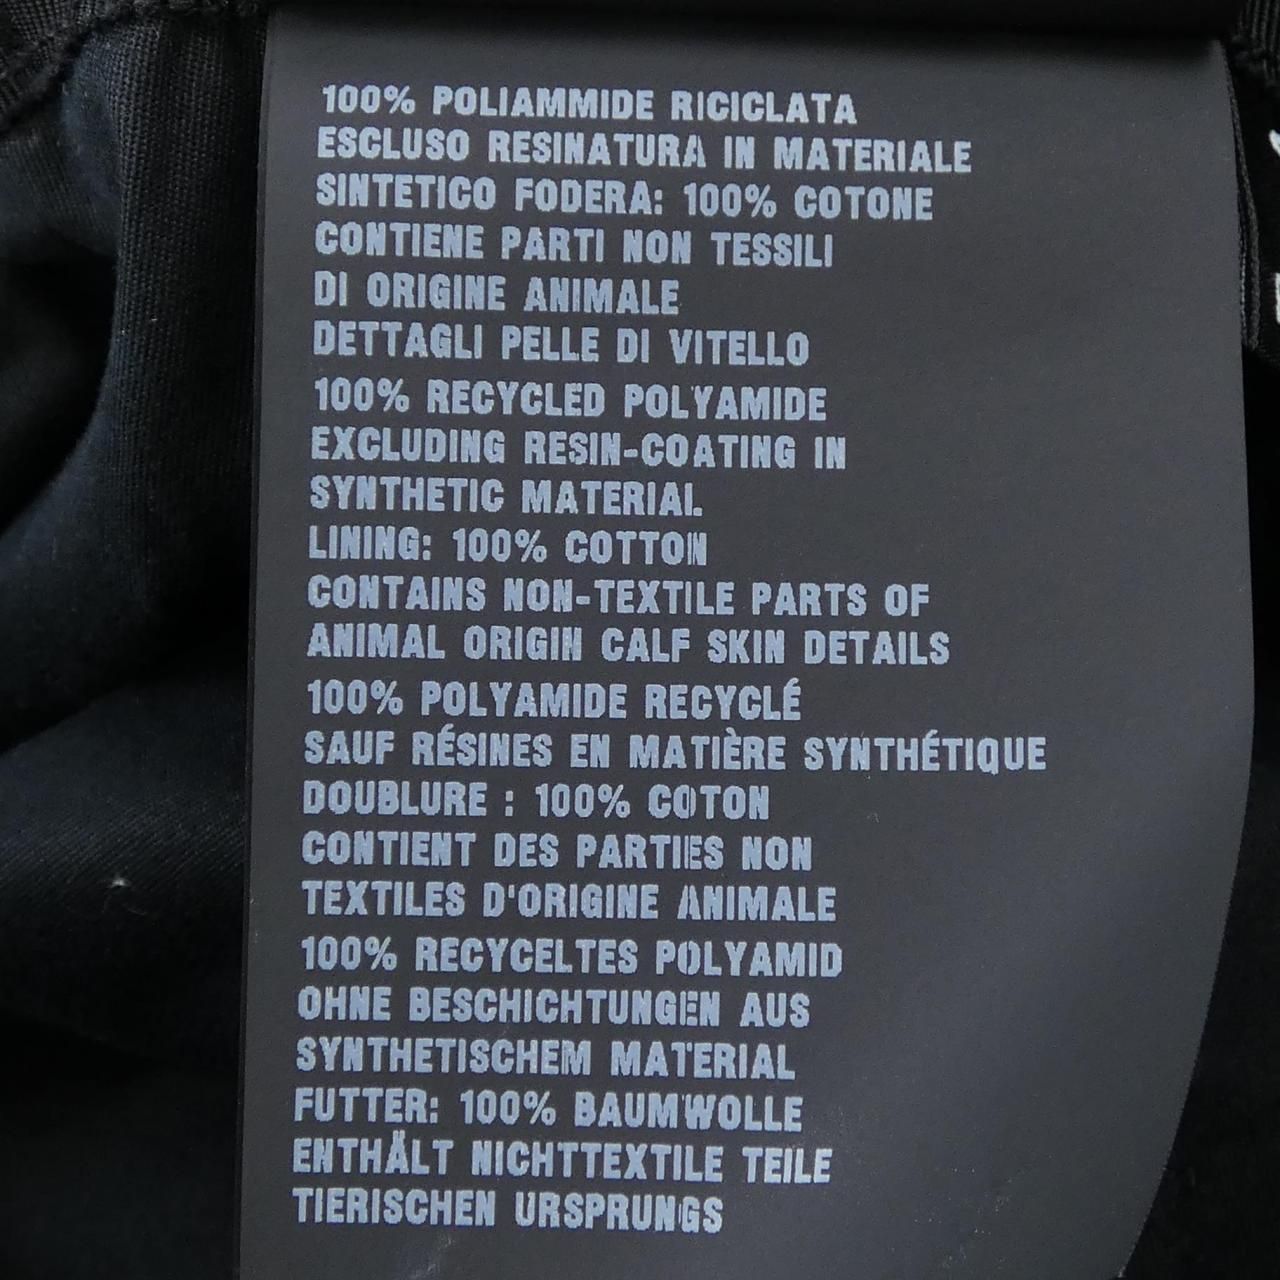 100% POLIAMMIDE RICICLATA
ESCLUSO RESINATURA IN MATERIALE
SINTETICO FODERA: 100% COTONE
CONTIENE PARTI NON TESSILI
DI ORIGINE ANIMALE
DETTAGLI PELLE DI VITELLO
100% RECYCLED POLYAMIDE
EXCLUDING RESIN-COATING IN
SYNTHETIC MATERIAL
LINING: 100% COTTON
CONTAINS NON-TEXTILE PARTS OF
ANIMAL ORIGIN CALF SKIN DETAILS
100% POLYAMIDE RECYCLÉ
SAUF RÉSINES EN MATIÈRE SYNTHÉTIQUE
DOUBLURE : 100% COTON
CONTIENT DES PARTIES NON
TEXTILES D'ORIGINE ANIMALE
100% RECYCELTES POLYAMID
OHNE BESCHICHTUNGEN AUS
SYNTHETISCHEM MATERIAL
FUTTER: 100% BAUMWOLLE
ENTHÄLT NICHTTEXTILE TEILE
TIERISCHEN URSPRUNGS